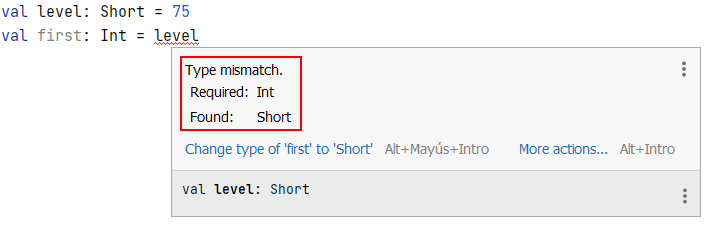 val level: Short = 75
val first: Int = level
Type mismatch.
Required: Int
Found: Short
Change type of 'first' to 'Short' Alt+Mayús+Intro More actions... Alt+Intro
val level: Short